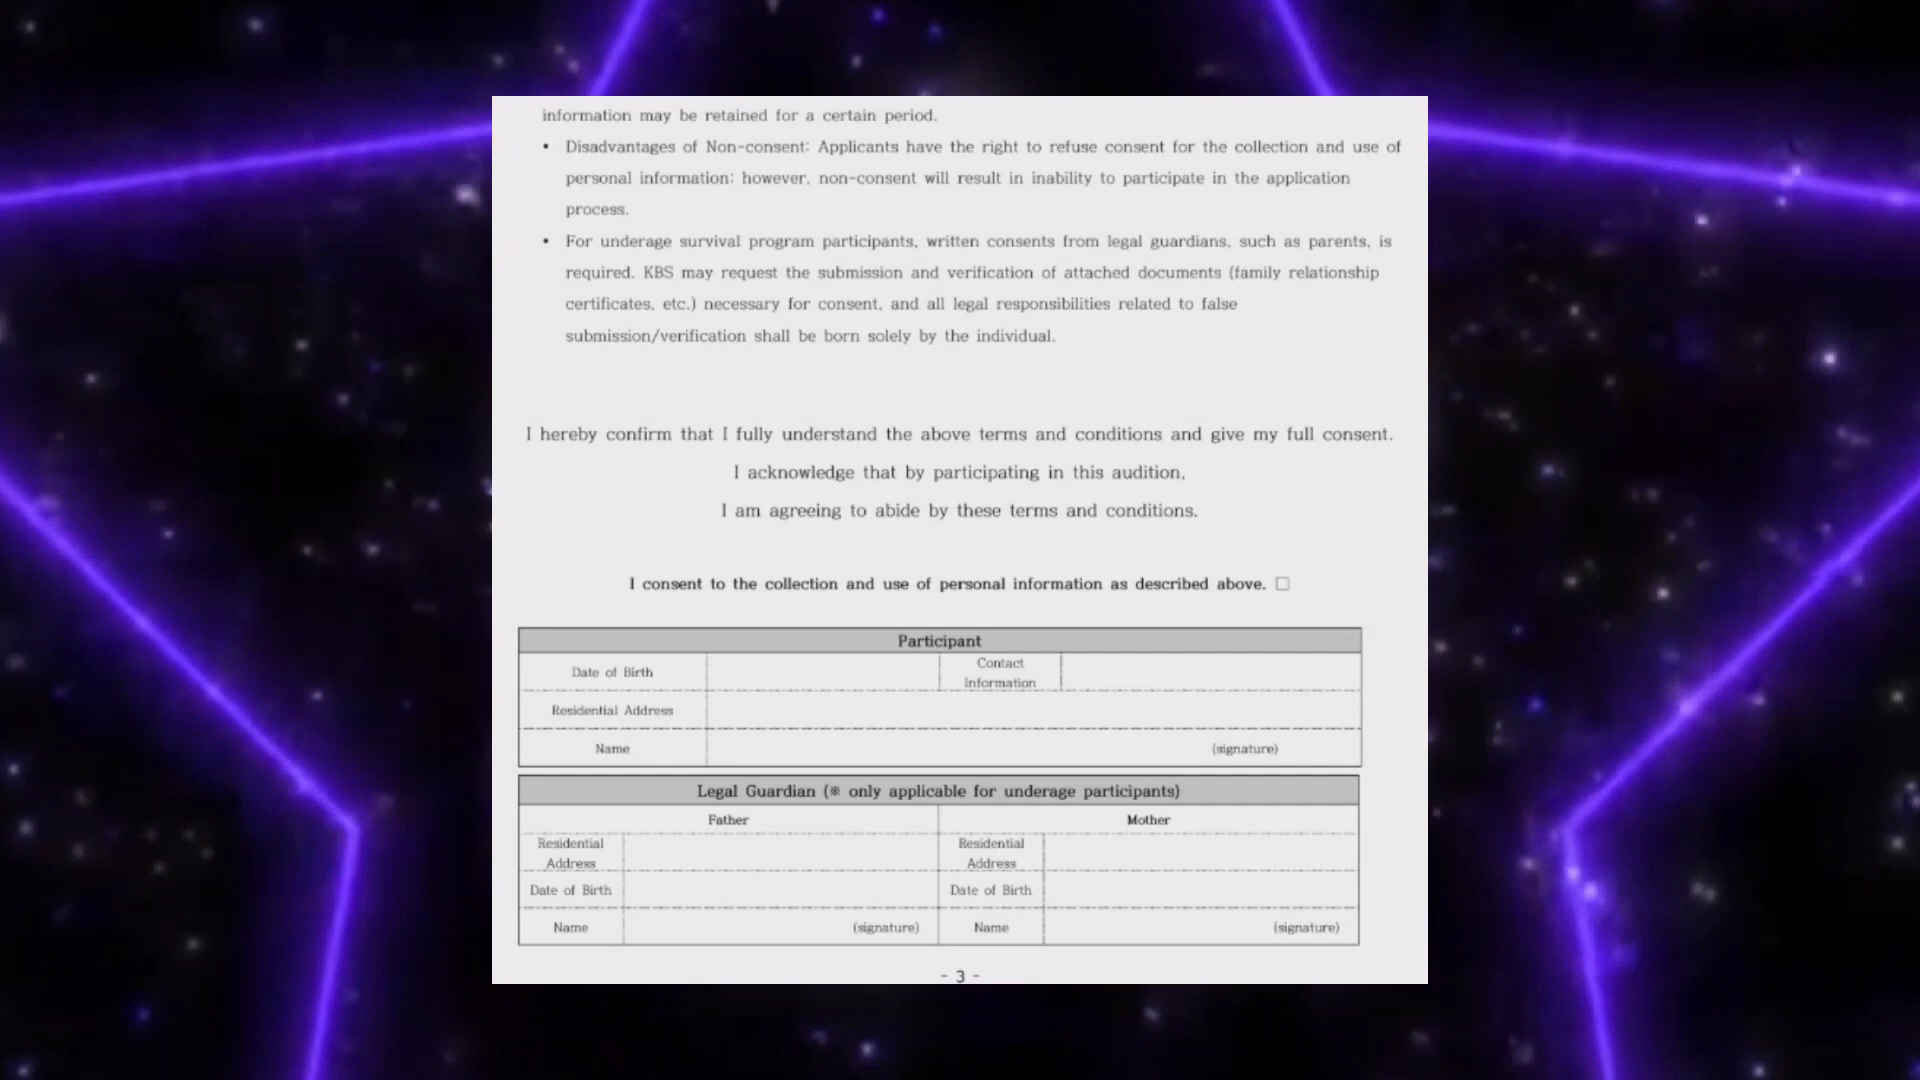 information may be retained for a certain period.
• Disadvantages of Non-consent: Applicants have the right to refuse consent for the collection and use of
personal information; however, non-consent will result in inability to participate in the application
process.
• For underage survival program participants, written consents from legal guardians, such as parents, is
required. KBS may request the submission and verification of attached documents (family relationship
certificates, etc.) necessary for consent, and all legal responsibilities related to false
submission/verification shall be born solely by the individual.
I hereby confirm that I fully understand the above terms and conditions and give my full consent.
I acknowledge that by participating in this audition,
I am agreeing to abide by these terms and conditions.
I consent to the collection and use of personal information as described above. □
Participant
Date of Birth Contact
Information
Residential Address
Name (signature)
Legal Guardian (※ only applicable for underage participants)
Father Mother
Residential Residential
Address Address
Date of Birth Date of Birth
Name (signature) Name (signature)
- 3 -